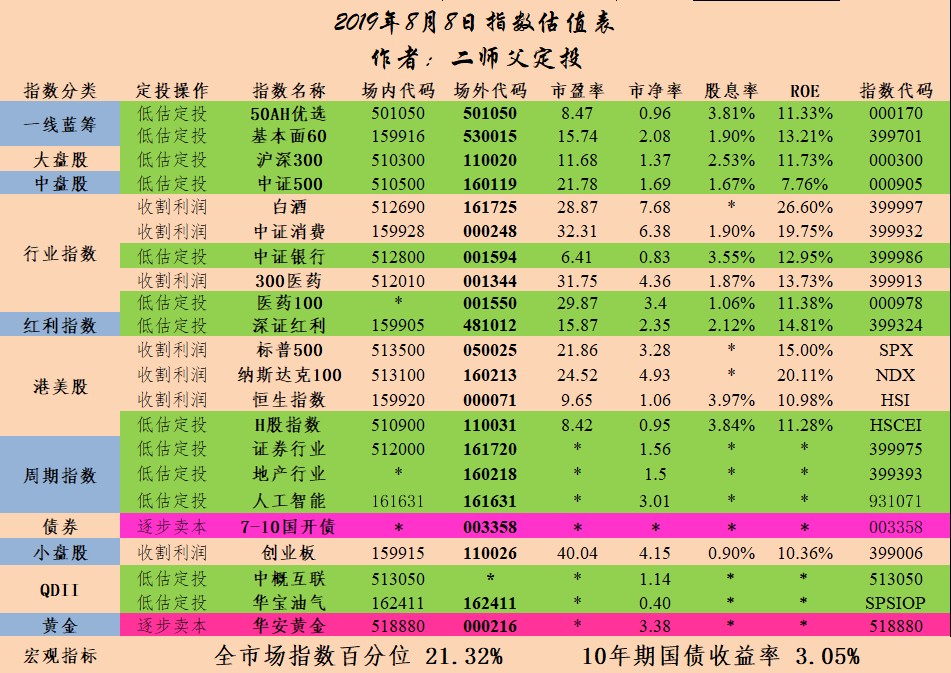 2019年8月8日指数估值表
作者：二师父定投
指数分类 定投操作 指数名称 场内代码 场外代码 市盈率 市净率 股息率 ROE 指数代码
一线蓝筹 低估定投 50AH优选 501050 501050 8.47 0.96 3.81% 11.33% 000170
低估定投 基本面60 159916 530015 15.74 2.08 1.90% 13.21% 399701
大盘股 低估定投 沪深300 510300 110020 11.68 1.37 2.53% 11.73% 000300
中盘股 低估定投 中证500 510500 160119 21.78 1.69 1.67% 7.76% 000905
行业指数 收割利润 白酒 512690 161725 28.87 7.68 * 26.60% 399997
收割利润 中证消费 159928 000248 32.31 6.38 1.90% 19.75% 399932
低估定投 中证银行 512800 001594 6.41 0.83 3.55% 12.95% 399986
收割利润 300医药 512010 001344 31.75 4.36 1.87% 13.73% 399913
低估定投 医药100 * 001550 29.87 3.4 1.06% 11.38% 000978
红利指数 低估定投 深证红利 159905 481012 15.87 2.35 2.12% 14.81% 399324
港美股 收割利润 标普500 513500 050025 21.86 3.28 * 15.00% SPX
收割利润 纳斯达克100 513100 160213 24.52 4.93 * 20.11% NDX
收割利润 恒生指数 159920 000071 9.65 1.06 3.97% 10.98% HSI
低估定投 H股指数 510900 110031 8.42 0.95 3.84% 11.28% HSCEI
周期指数 低估定投 证券行业 512000 161720 * 1.56 * * 399975
低估定投 地产行业 * 160218 * 1.5 * * 399393
低估定投 人工智能 161631 161631 * 3.01 * * 931071
债券 逐步卖本 7-10国开债 * 003358 * * * * 003358
小盘股 收割利润 创业板 159915 110026 40.04 4.15 0.90% 10.36% 399006
QDII 低估定投 中概互联 513050 * * 1.14 * * 513050
低估定投 华宝油气 162411 162411 * 0.40 * * SPSIOP
黄金 逐步卖本 华安黄金 518880 000216 * 3.38 * * 518880
宏观指标 全市场指数百分位 21.32% 10年期国债收益率 3.05%